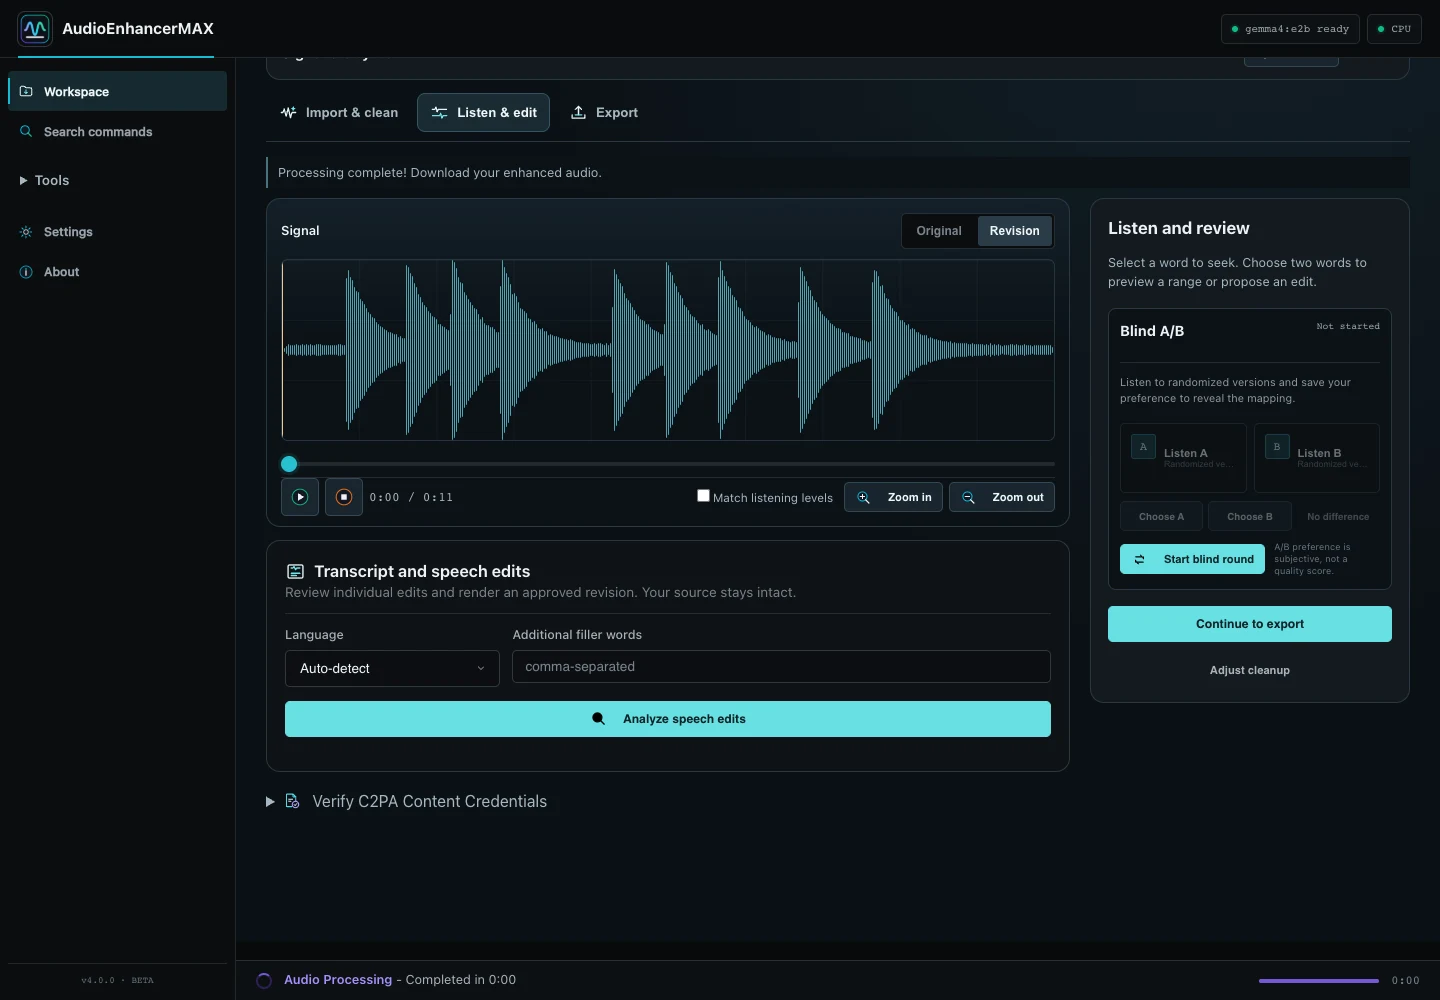 AudioEnhancerMAX
gemma4:e2b ready
CPU
Workspace
Search commands
Tools
Settings
About
v4.0.0 · BETA
Import & clean
Listen & edit
Export
Processing complete! Download your enhanced audio.
Signal
Original
Revision
0:00 / 0:11
Match listening levels
Zoom in
Zoom out
Transcript and speech edits
Review individual edits and render an approved revision. Your source stays intact.
Language
Additional filler words
Auto-detect
comma-separated
Analyze speech edits
Verify C2PA Content Credentials
Listen and review
Select a word to seek. Choose two words to
preview a range or propose an edit.
Blind A/B
Not started
Listen to randomized versions and save your
preference to reveal the mapping.
A
Listen A
Randomized ve...
B
Listen B
Randomized ve...
Choose A
Choose B
No difference
Start blind round
A/B preference is
subjective, not a
quality score.
Continue to export
Adjust cleanup
Audio Processing - Completed in 0:00
0:00